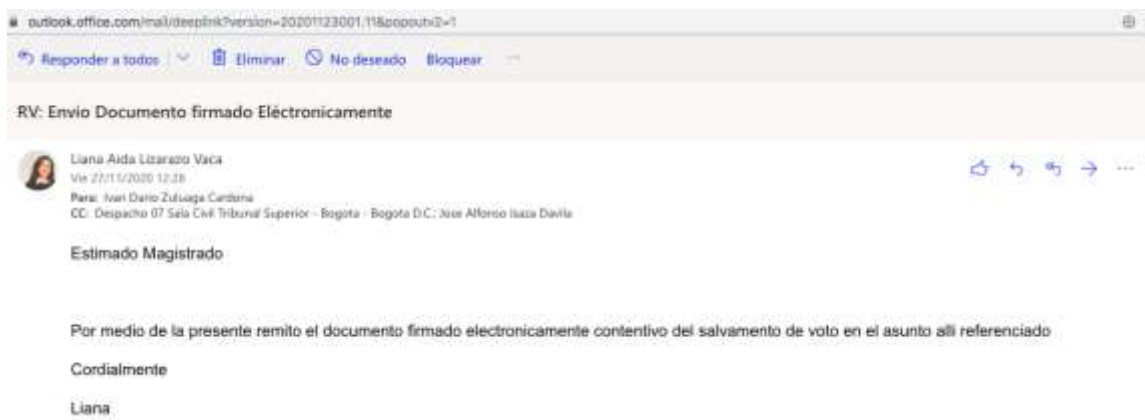 outlook.office.com/mail/deeplink?version=20201123001.11&popoutv2=1
Responder a todos Eliminar No deseado Bloquear ...
RV: Envio Documento firmado Eléctronicamente
Liana Aida Lizarazo Vaca
Vie 27/11/2020 12:28
Para: Ivan Dario Zuluaga Cardona
CC: Despacho 07 Sala Civil Tribunal Superior - Bogota - Bogota D.C.; Jose Alfonso Isaza Davila
Estimado Magistrado
Por medio de la presente remito el documento firmado electronicamente contentivo del salvamento de voto en el asunto alli referenciado
Cordialmente
Liana